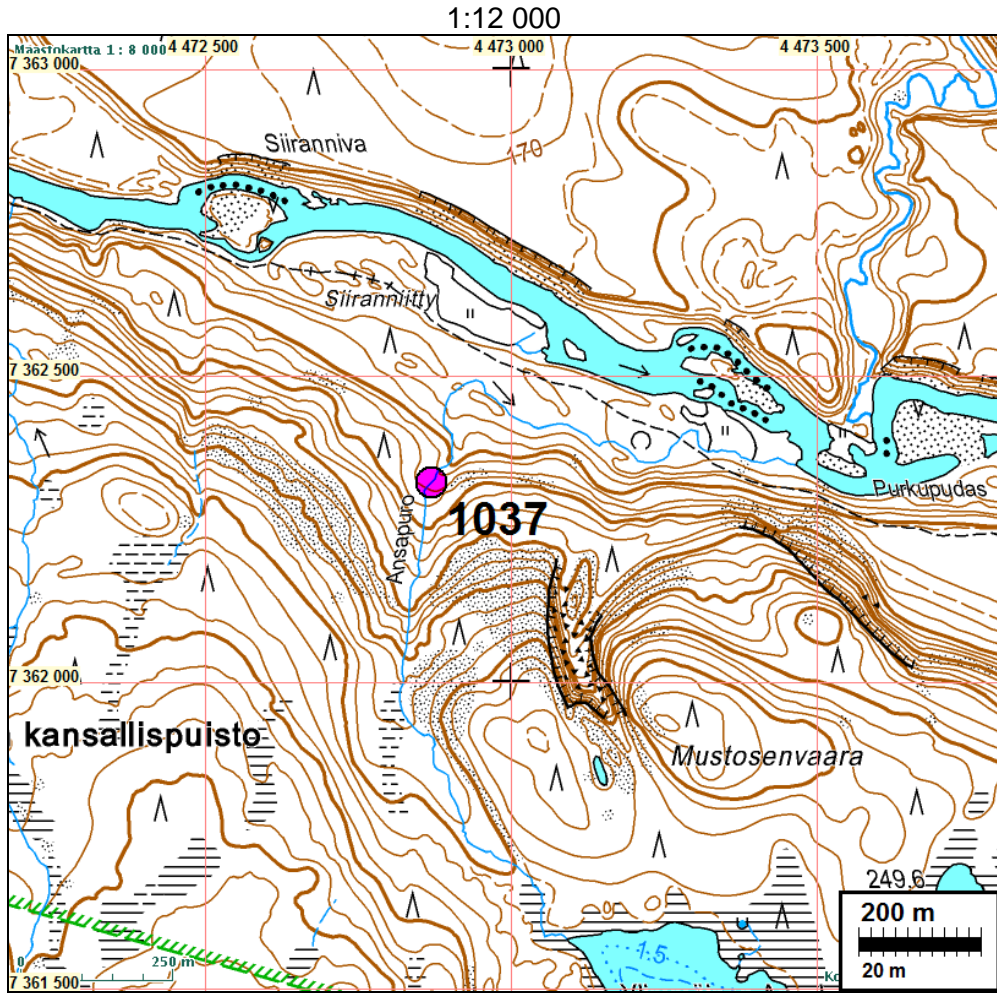 1:12 000
Maastokartta 1 : 8 000
4 472 500
4 473 000
4 473 500
7 363 000
Siiranniva
170
Siiranniitty
7 362 500
Purkupudas
Ansapuro
1037
7 362 000
kansallispuisto
Mustosenvaara
249.6
200 m
20 m
1:5
0
250 m
Ko
7 361 500